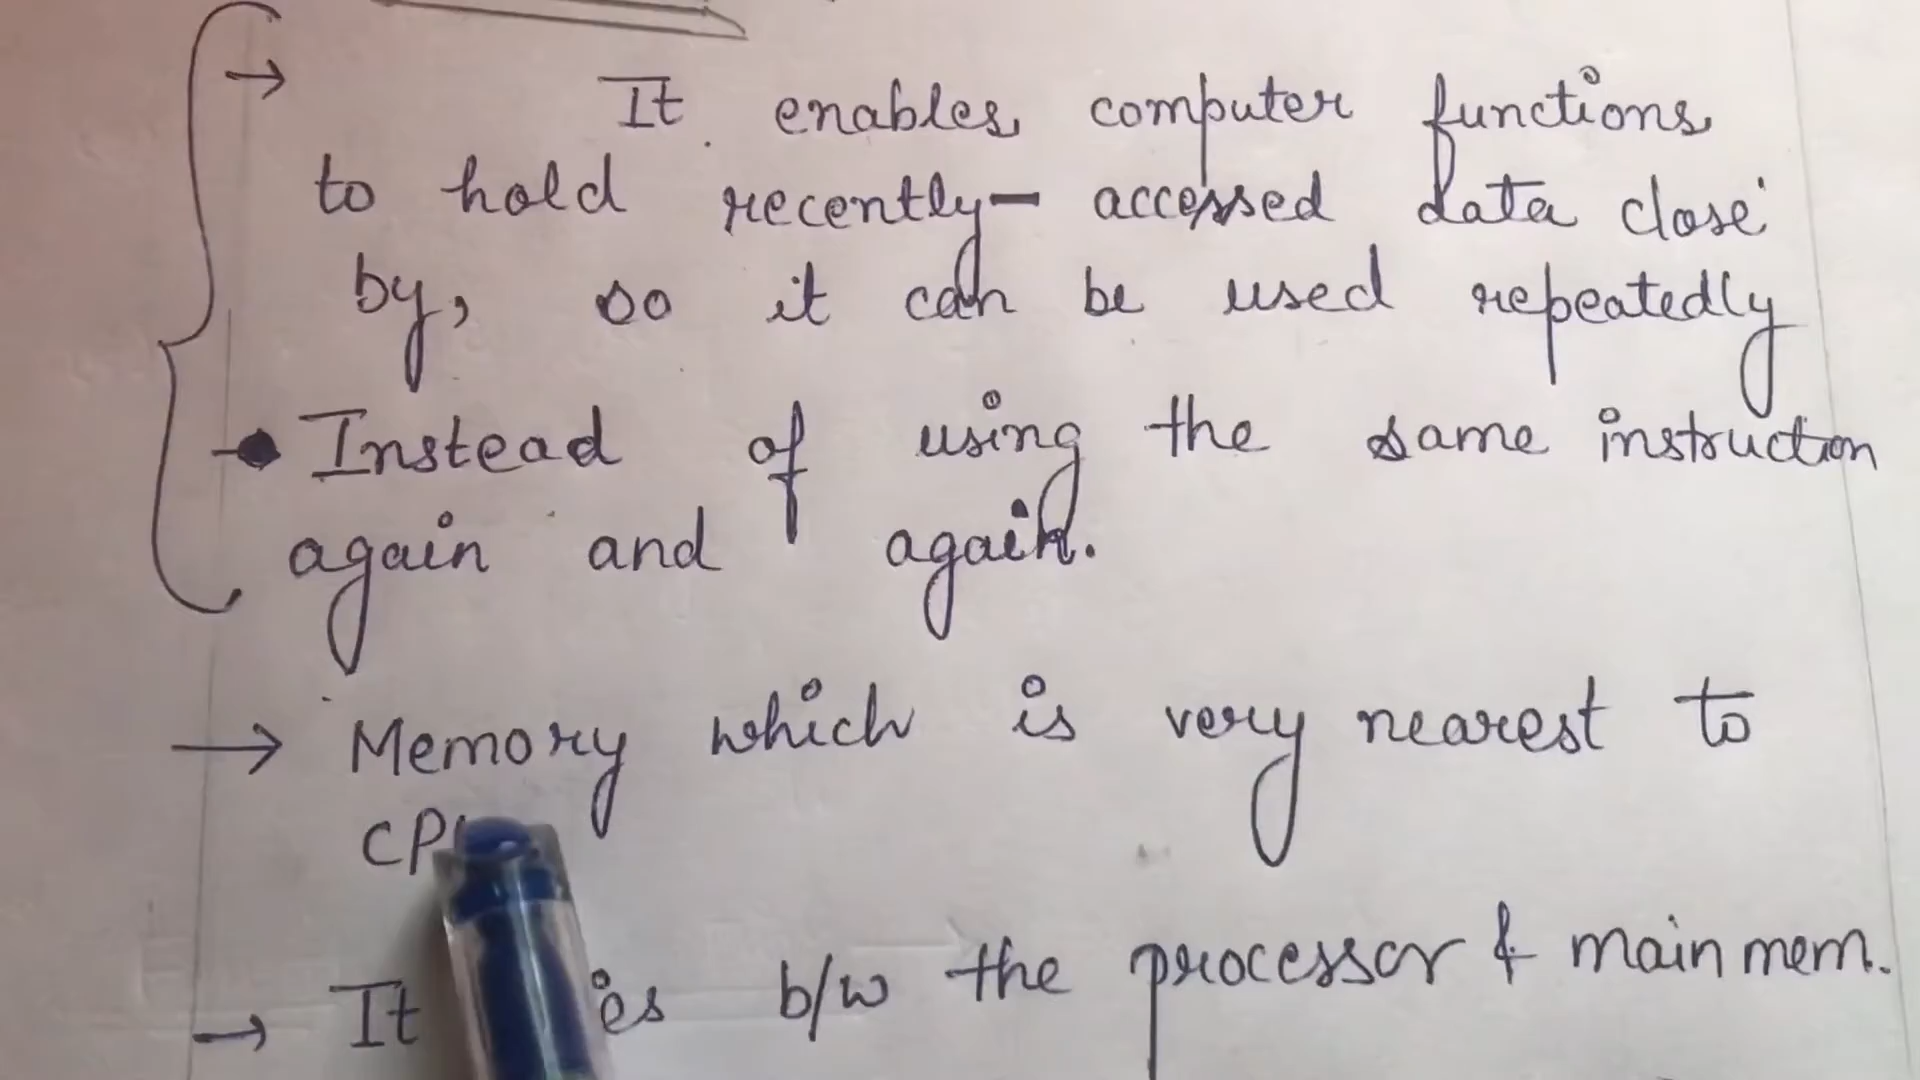 → It enables computer functions
to hold recently- accessed data close
by, so it can be used repeatedly
Instead of using the same instruction
again and again.
→ Memory which is very nearest to
→ It b/w the processor & main mem.